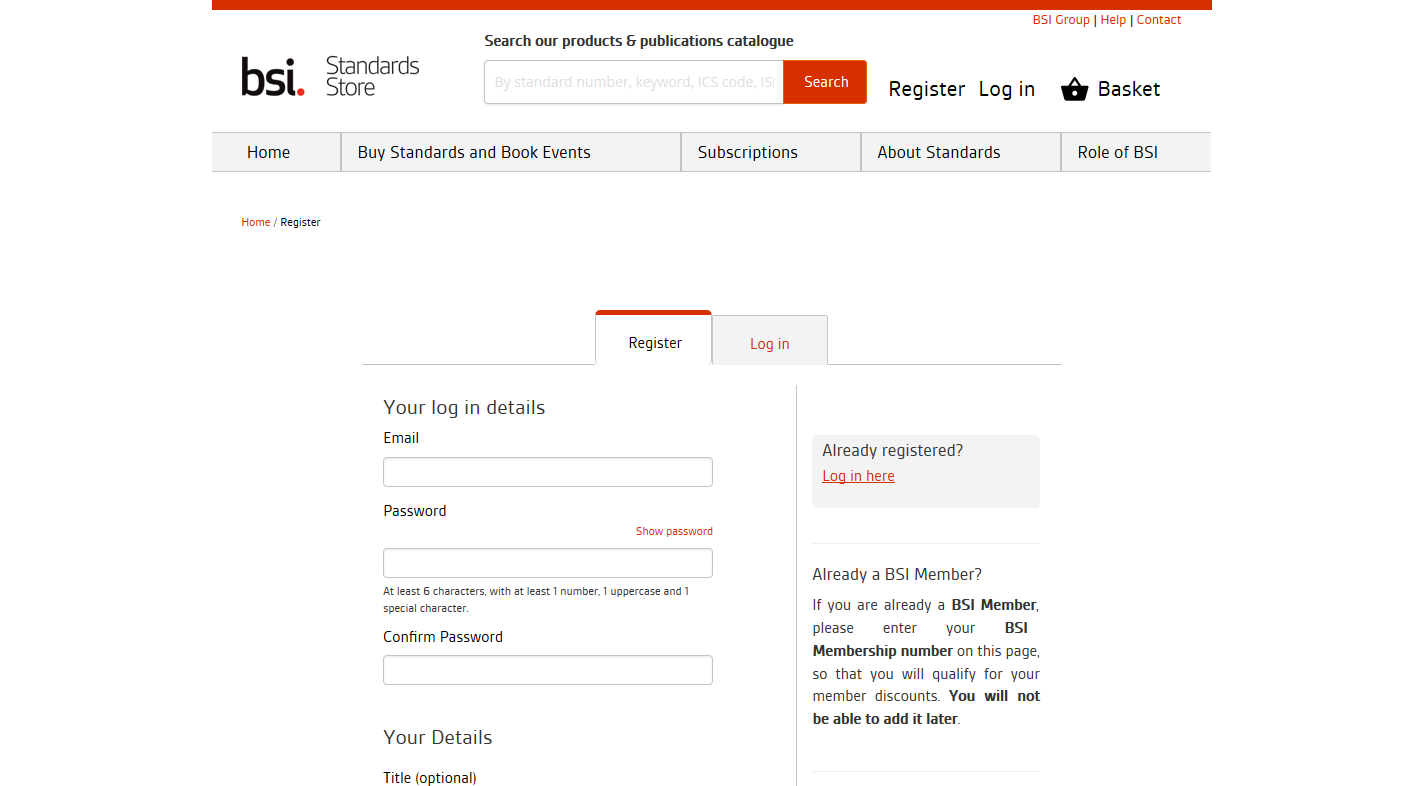 BSI Group | Help | Contact
Search our products & publications catalogue
bsi.
Standards
Store
By standard number, keyword, ICS code, ISI
Search
Register
Log in
Basket
Home
Buy Standards and Book Events
Subscriptions
About Standards
Role of BSI
Home / Register
Register
Log in
Your log in details
Email
Password
Show password
At least 6 characters, with at least 1 number, 1 uppercase and 1
special character.
Confirm Password
Your Details
Title (optional)
Already registered?
Log in here
Already a BSI Member?
If you are already a BSI Member,
please enter your BSI
Membership number on this page,
so that you will qualify for your
member discounts. You will not
be able to add it later.